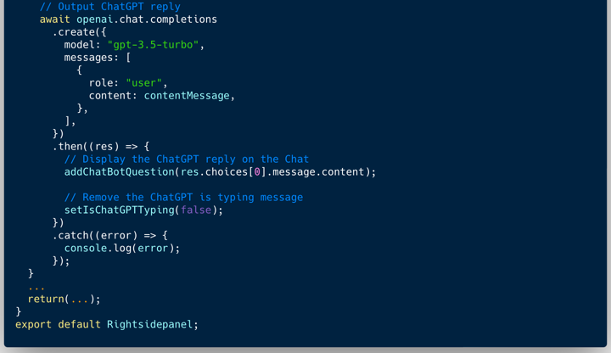 // Output ChatGPT reply
await openai.chat.completions
.create({
model: "gpt-3.5-turbo",
messages: [
{
role: "user",
content: contentMessage,
},
],
})
.then((res) => {
// Display the ChatGPT reply on the Chat
addChatBotQuestion(res.choices[0].message.content);
// Remove the ChatGPT is typing message
setIsChatGPTTyping(false);
})
.catch((error) => {
console.log(error);
});
}
...
return(...);
}
export default Rightsidepanel;